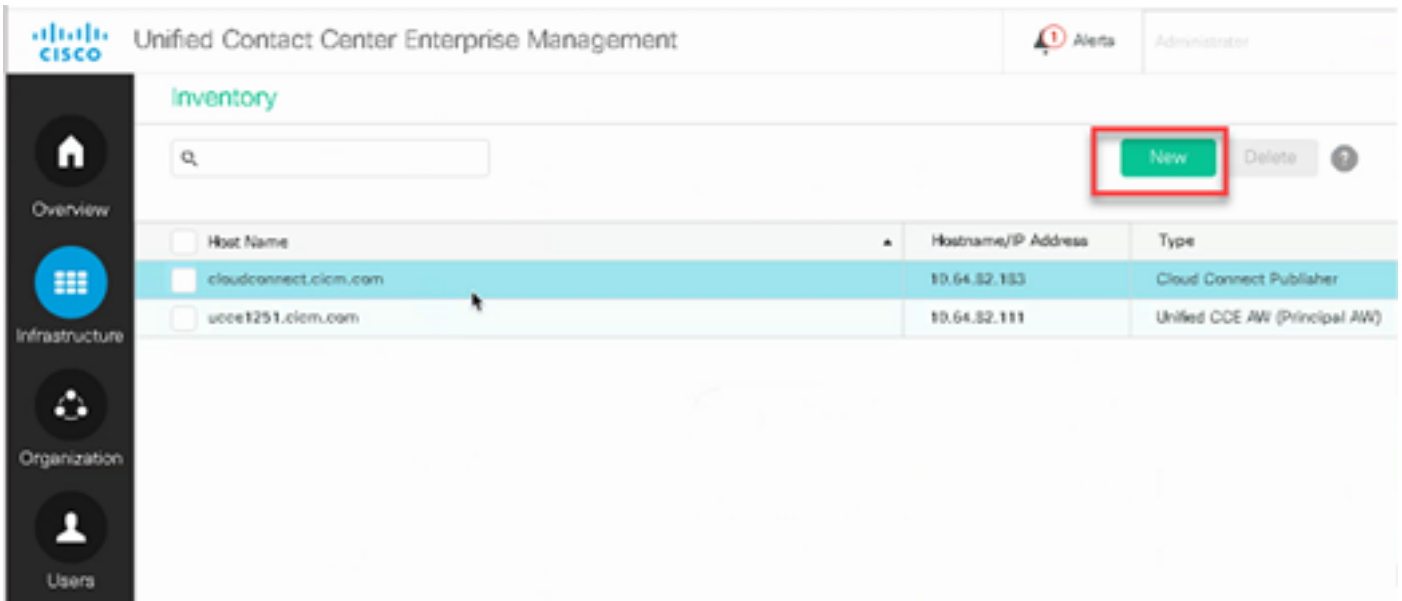 CISCO Unified Contact Center Enterprise Management
1 Alerts Administrator
Inventory
New Delete ?
Overview
Host Name Hostname/IP Address Type
cloudconnect.cicm.com 10.64.82.183 Cloud Connect Publisher
ucce1251.cicm.com 10.64.82.111 Unified CCE AW (Principal AW)
Infrastructure
Organization
Users